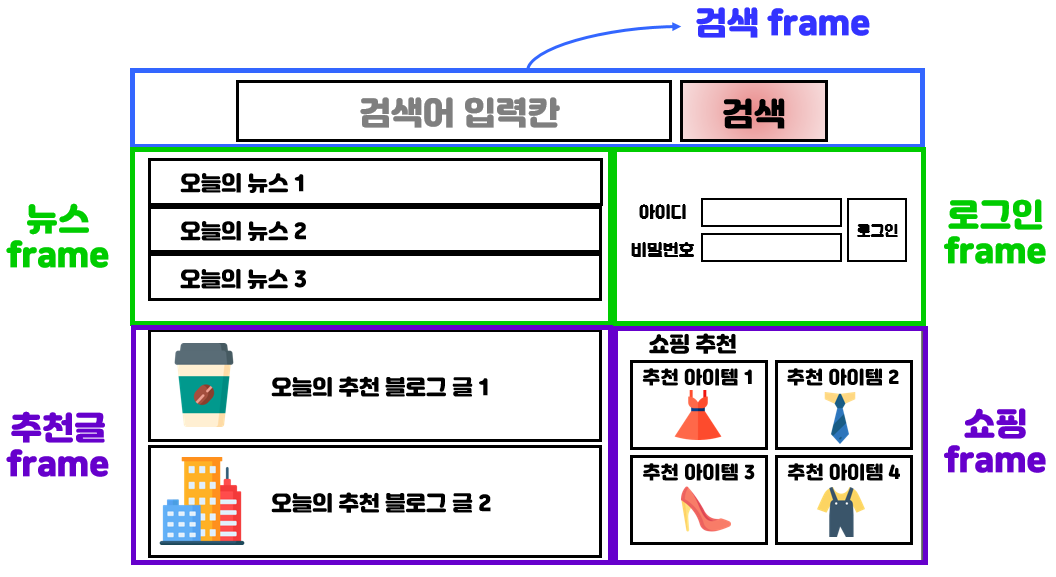 검색 frame
검색어 입력칸
검색
뉴스
frame
오늘의 뉴스 1
오늘의 뉴스 2
오늘의 뉴스 3
아이디
비밀번호
로그인
로그인
frame
추천글
frame
오늘의 추천 블로그 글 1
오늘의 추천 블로그 글 2
쇼핑 추천
추천 아이템 1
추천 아이템 2
추천 아이템 3
추천 아이템 4
쇼핑
frame